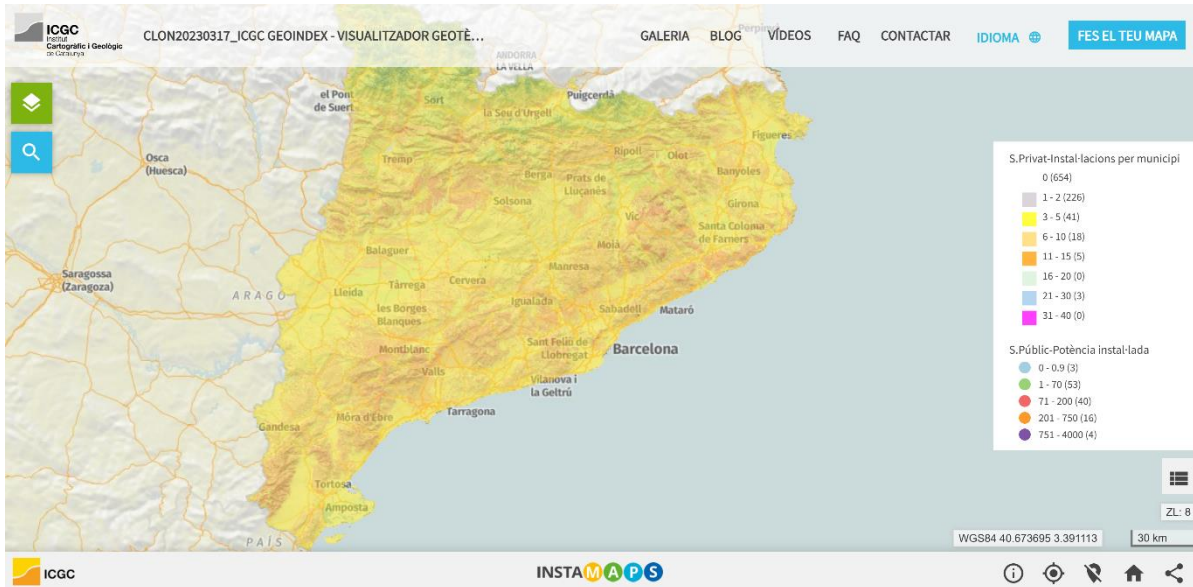 ICGC
Institut
Cartogràfic i Geològic
de Catalunya
CLON20230317_ICGC GEOINDEX - VISUALITZADOR GEOTÈ...
GALERIA BLOG VÍDEOS FAQ CONTACTAR IDIOMA FES EL TEU MAPA
Perpinyà
ANDORRA
LA VELLA
el Pont
de Suert
Sort
la Seu d'Urgell
Puigcerdà
Figueres
Osca
(Huesca)
Tremp
Berga
Ripoll
Olot
Banyoles
Prats de
Lluçanès
Solsona
Vic
Girona
Santa Coloma
de Farners
Balaguer
Moià
Manresa
Saragossa
(Zaragoza)
ARAGÓ
Lleida
Tàrrega
Cervera
les Borges
Blanques
Igualada
Sabadell
Mataró
Montblanc
Sant Feliu de
Llobregat
Barcelona
Valls
Vilanova i
la Geltrú
Gandesa
Móra d'Ebre
Tarragona
Tortosa
Amposta
PAÍS
S.Privat-Instal·lacions per municipi
0 (654)
1 - 2 (226)
3 - 5 (41)
6 - 10 (18)
11 - 15 (5)
16 - 20 (0)
21 - 30 (3)
31 - 40 (0)
S.Públic-Potència instal·lada
0 - 0.9 (3)
1 - 70 (53)
71 - 200 (40)
201 - 750 (16)
751 - 4000 (4)
ZL: 8
WGS84 40.673695 3.391113
30 km
ICGC
INSTAMAPS